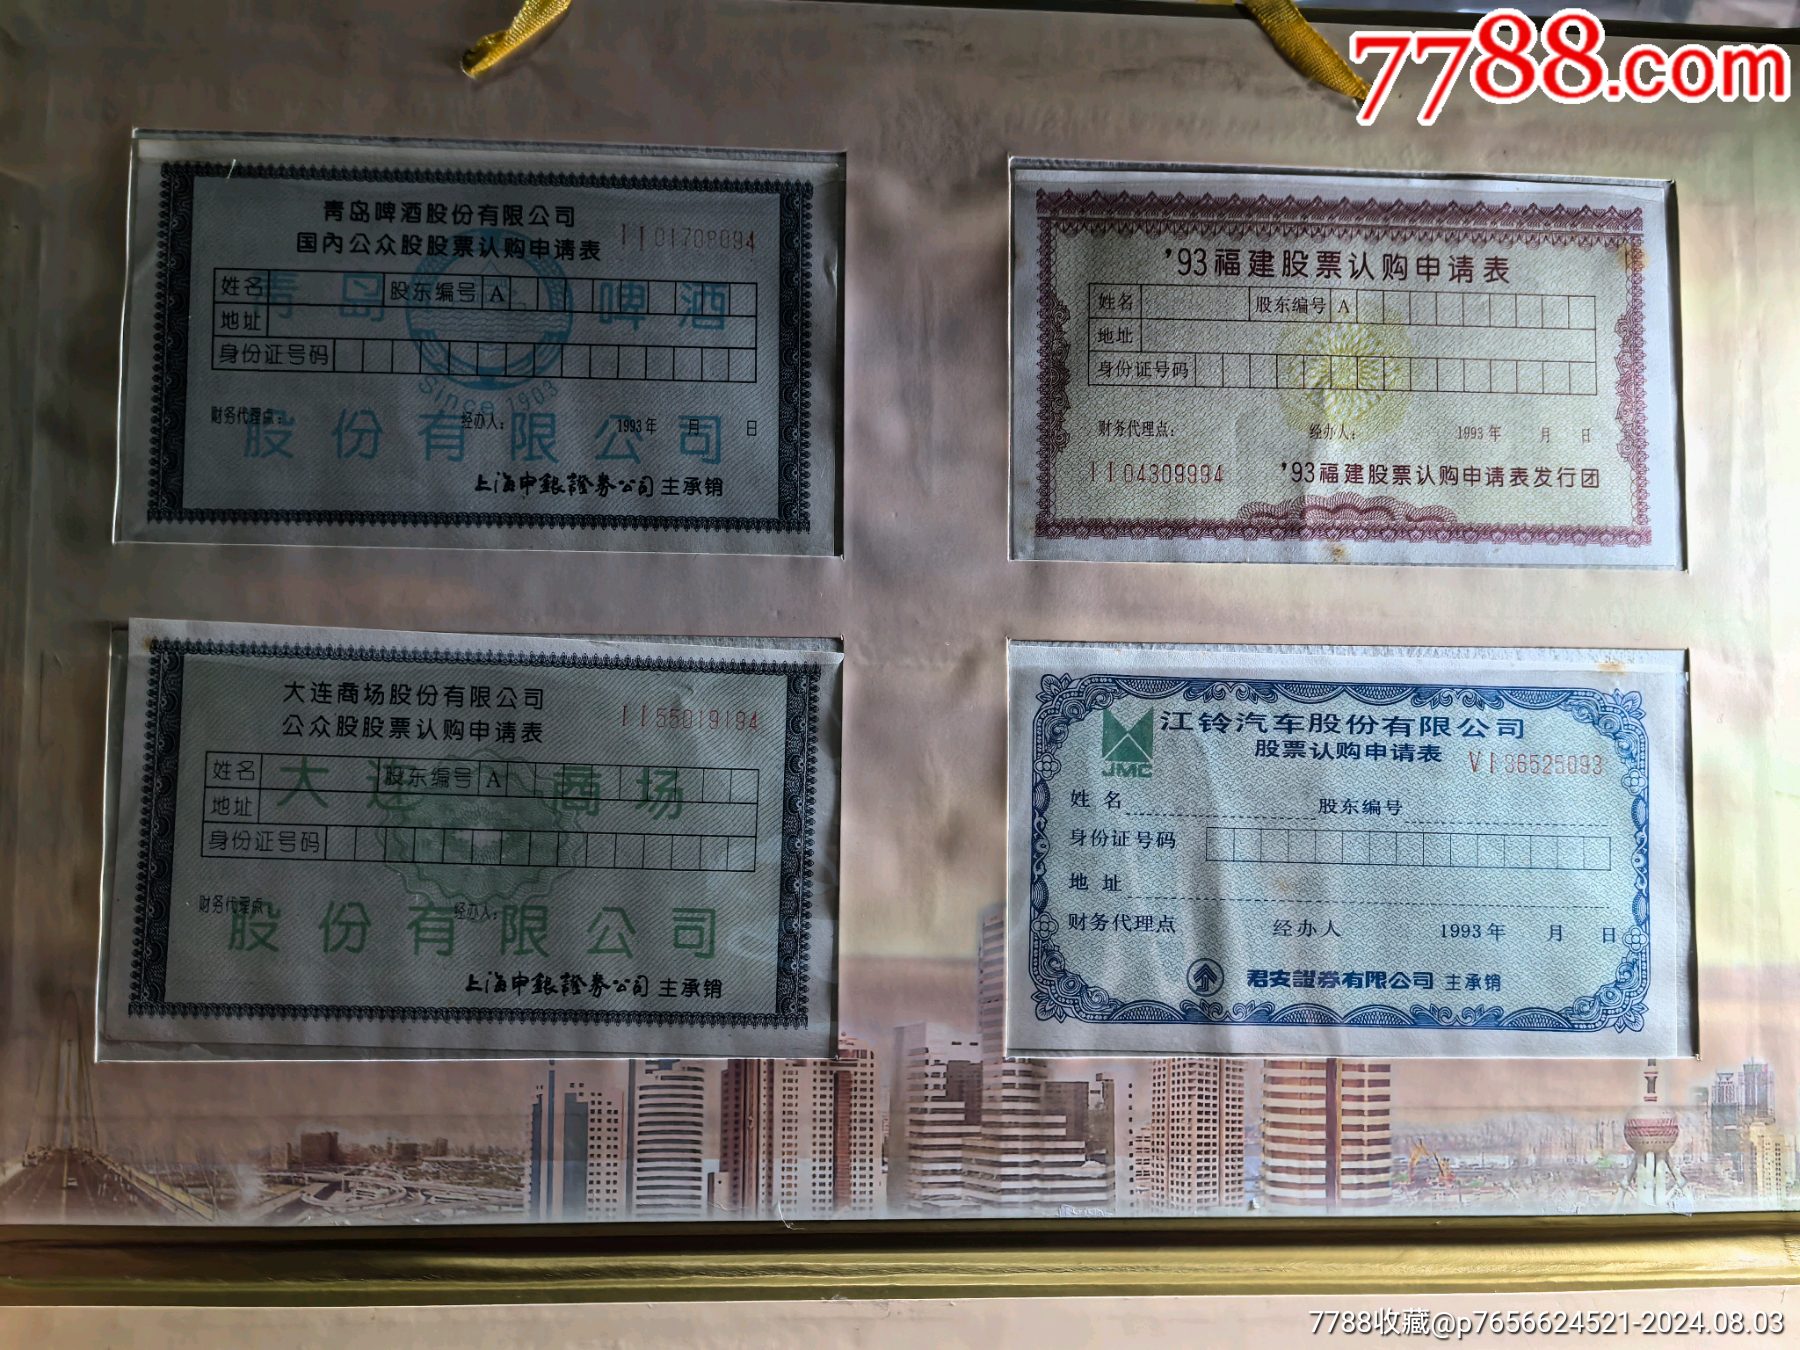 7788.com
青岛啤酒股份有限公司
国内公众股股票认购申请表
II 01708094
姓名
股东编号 A
地址
身份证号码
青岛啤酒
Since 1903
股份有限公司
财务代理点:
经办人:
1993年 月 日
上海申銀證券公司 主承销
'93福建股票认购申请表
姓名
股东编号 A
地址
身份证号码
财务代理点:
经办人:
1993年 月 日
II 04309994
'93福建股票认购申请表发行团
大连商场股份有限公司
公众股股票认购申请表
II 55019194
姓名
股东编号 A
地址
身份证号码
大连商场
财务代理点:
经办人:
股份有限公司
上海申銀證券公司 主承销
JMC
江铃汽车股份有限公司
股票认购申请表
VI 36525093
姓名
股东编号
身份证号码
地址
财务代理点
经办人
1993年 月 日
君安證券有限公司 主承销
7788收藏@p7656624521-2024.08.03